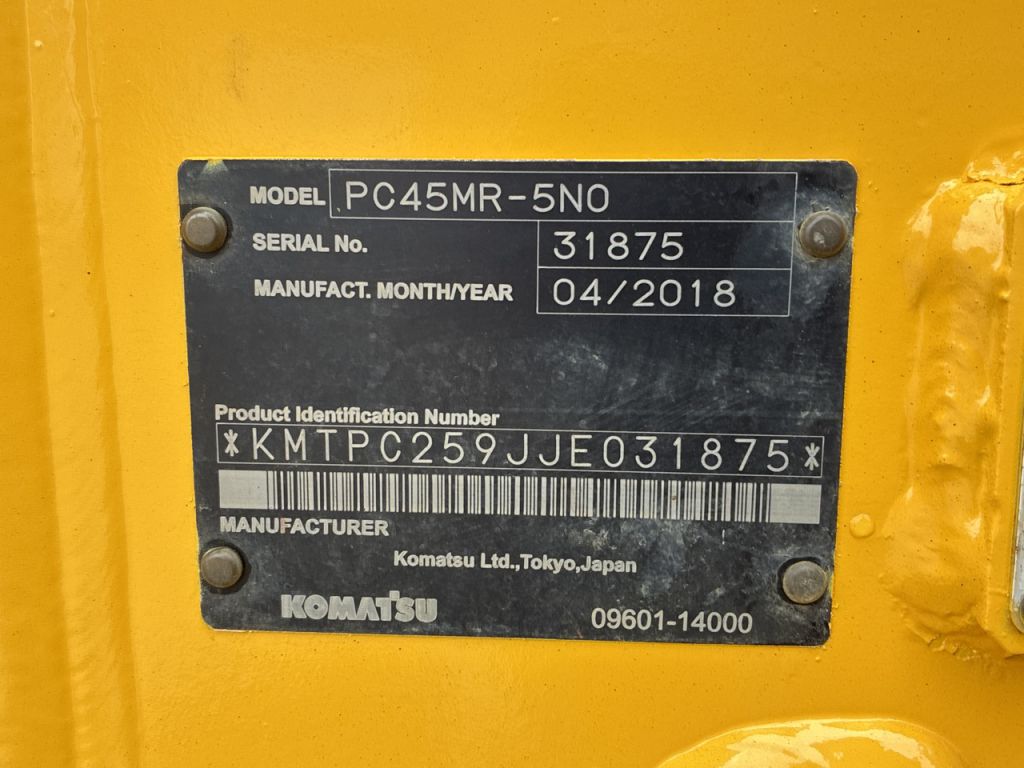 MODEL PC45MR-5N0
SERIAL No. 31875
MANUFACT. MONTH/YEAR 04/2018
Product Identification Number
*KMTPC259JJE031875*
MANUFACTURER
Komatsu Ltd.,Tokyo,Japan
KOMATSU 09601-14000